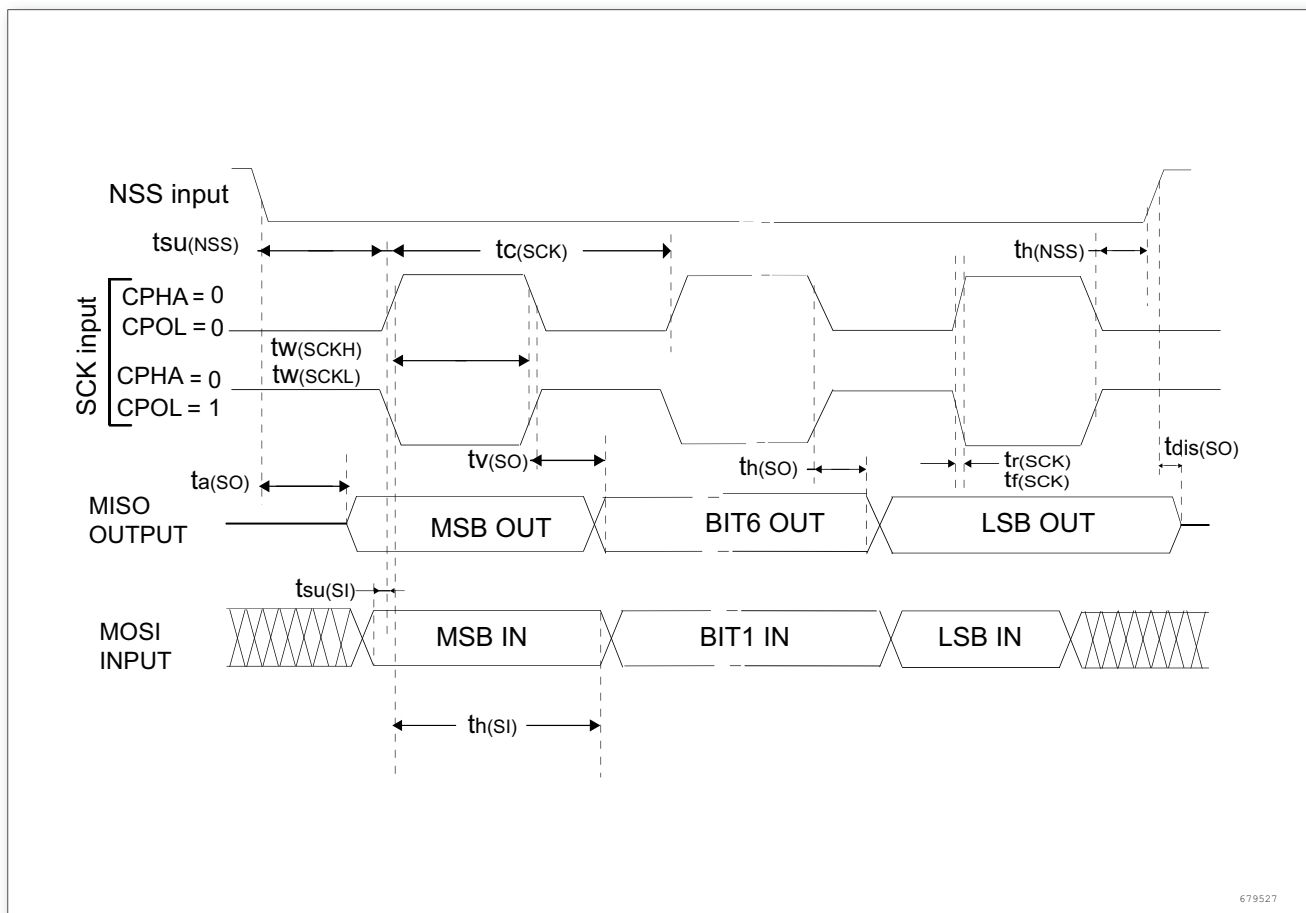 NSS input
tsu(NSS)
tc(SCK)
th(NSS)
SCK input
CPHA = 0
CPOL = 0
tw(SCKH)
tw(SCKL)
CPHA = 0
CPOL = 1
tv(SO)
th(SO)
tr(SCK)
tf(SCK)
tdis(SO)
ta(SO)
MISO
OUTPUT
MSB OUT
BIT6 OUT
LSB OUT
tsu(SI)
MOSI
INPUT
MSB IN
BIT1 IN
LSB IN
th(SI)
679527